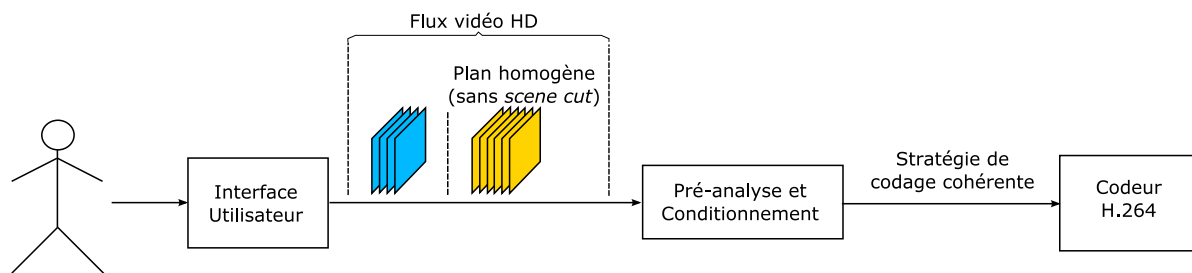 Flux vidéo HD
Plan homogène
(sans scene cut)
Interface
Utilisateur
Pré-analyse et
Conditionnement
Stratégie de
codage cohérente
Codeur
H.264